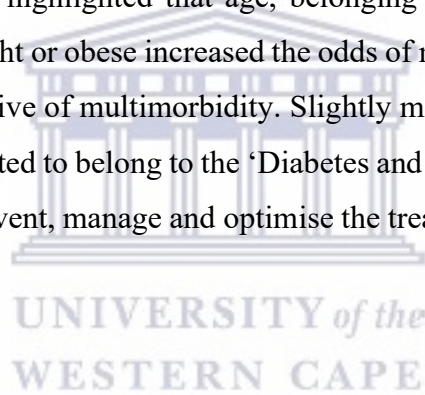 highlighted that age, belonging
ht or obese increased the odds of
ive of multimorbidity. Slightly m
ted to belong to the ‘Diabetes and
vent, manage and optimise the trea
UNIVERSITY of the
WESTERN CAPE